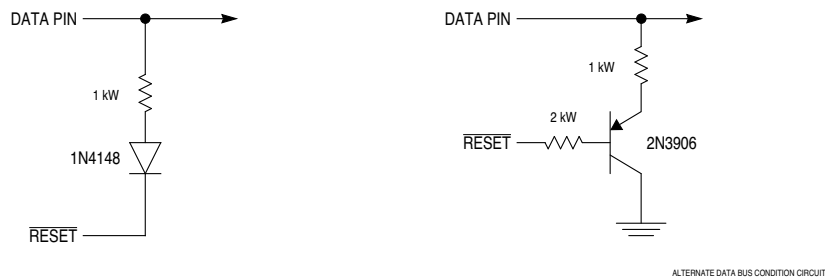 DATA PIN
1 kW
1N4148
RESET
DATA PIN
1 kW
2 kW
RESET
2N3906
ALTERNATE DATA BUS CONDITION CIRCUIT